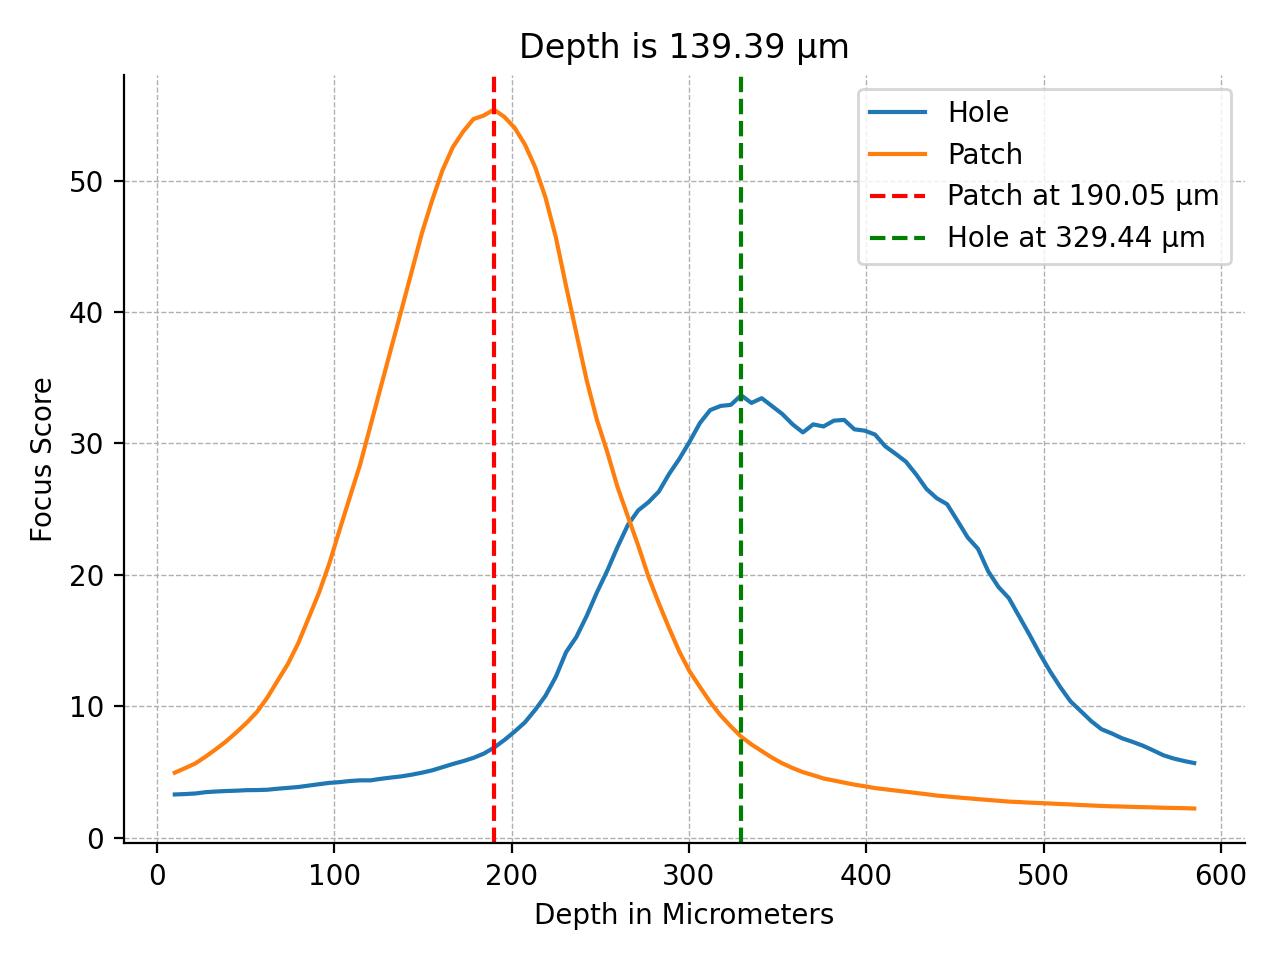 Depth is 139.39 µm
Hole
Patch
Patch at 190.05 µm
Hole at 329.44 µm
Focus Score
50
40
30
20
10
0
0 100 200 300 400 500 600
Depth in Micrometers